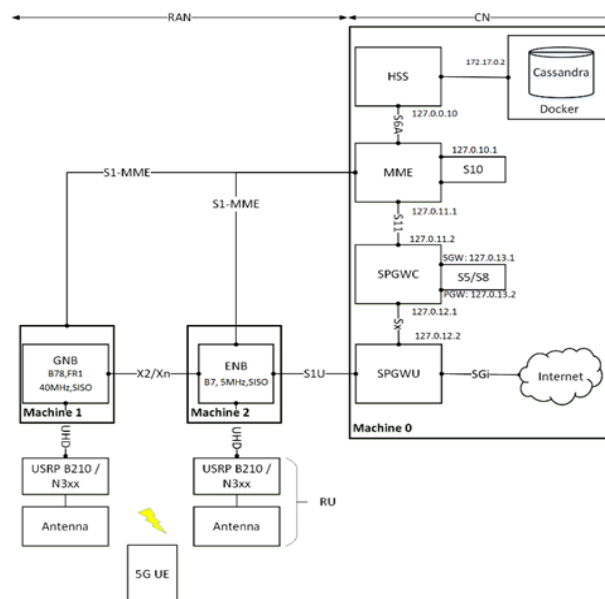 RAN
CN
HSS
172.17.0.2
Cassandra
Docker
127.0.0.10
S6A
127.0.10.1
S1-MME
MME
S10
S1-MME
127.0.11.1
S11
127.0.11.2
SGW: 127.0.13.1
SPGWC
S5/S8
PGW: 127.0.13.2
127.0.12.1
Sx
127.0.12.2
GNB
B78,FR1
40MHz,SISO
Machine 1
X2/Xn
ENB
B7, 5MHz,SISO
Machine 2
S1U
SPGWU
SGi
Internet
Machine 0
UHD
UHD
USRP B210 /
N3xx
Antenna
USRP B210 /
N3xx
Antenna
RU
5G UE